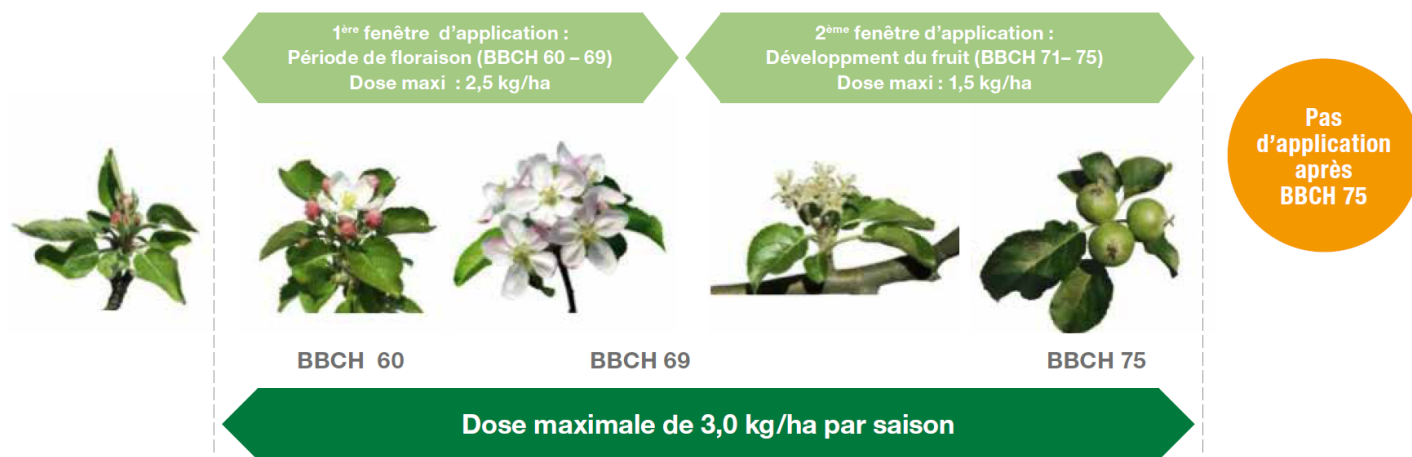 1ère fenêtre d'application :
Période de floraison (BBCH 60 – 69)
Dose maxi : 2,5 kg/ha
2ème fenêtre d'application :
Développment du fruit (BBCH 71– 75)
Dose maxi : 1,5 kg/ha
Pas
d'application
après
BBCH 75
BBCH 60
BBCH 69
BBCH 75
Dose maximale de 3,0 kg/ha par saison